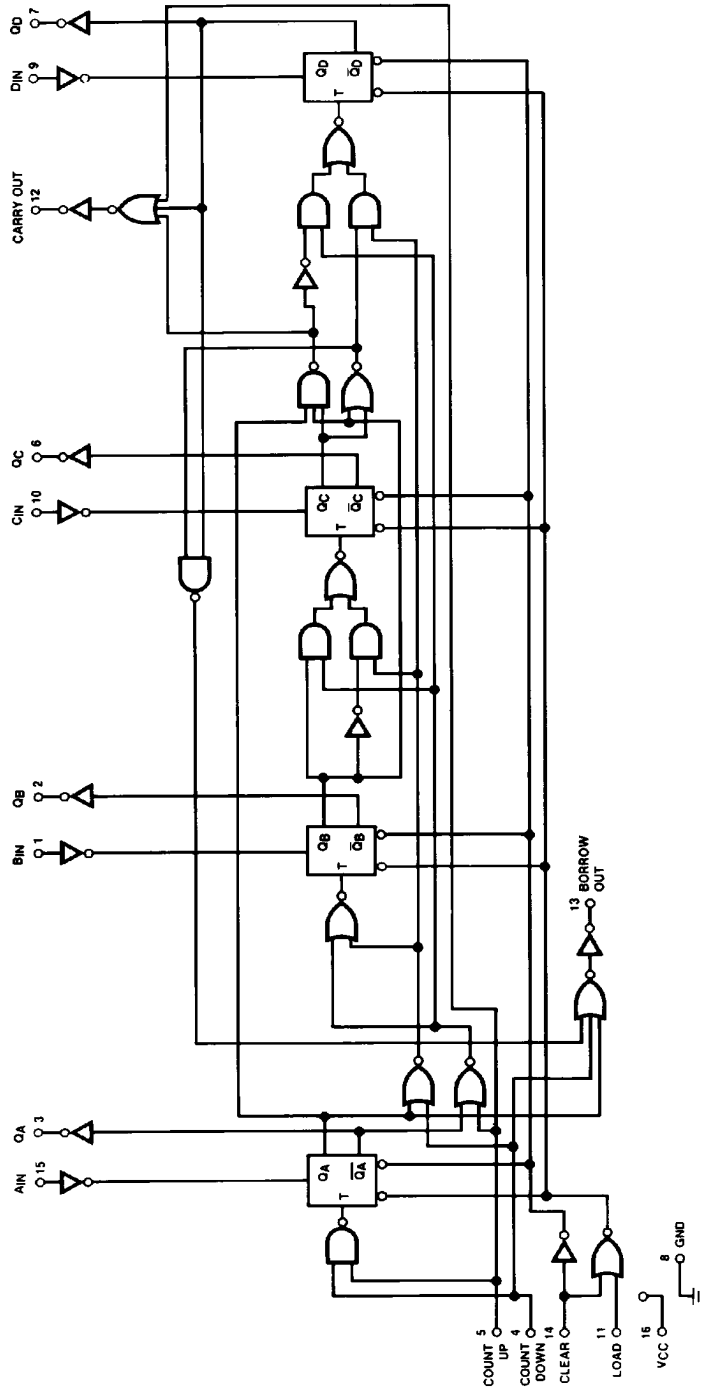 QD 7
DIN 9
CARRY OUT 12
QC 6
CIN 10
QB 2
BIN 1
QA 3
AIN 15
QD
Q̅D
T
QC
Q̅C
T
QB
Q̅B
T
QA
Q̅A
T
13 BORROW
OUT
COUNT 5
UP
COUNT 4
DOWN
CLEAR 14
LOAD 11
VCC 16
8 GND